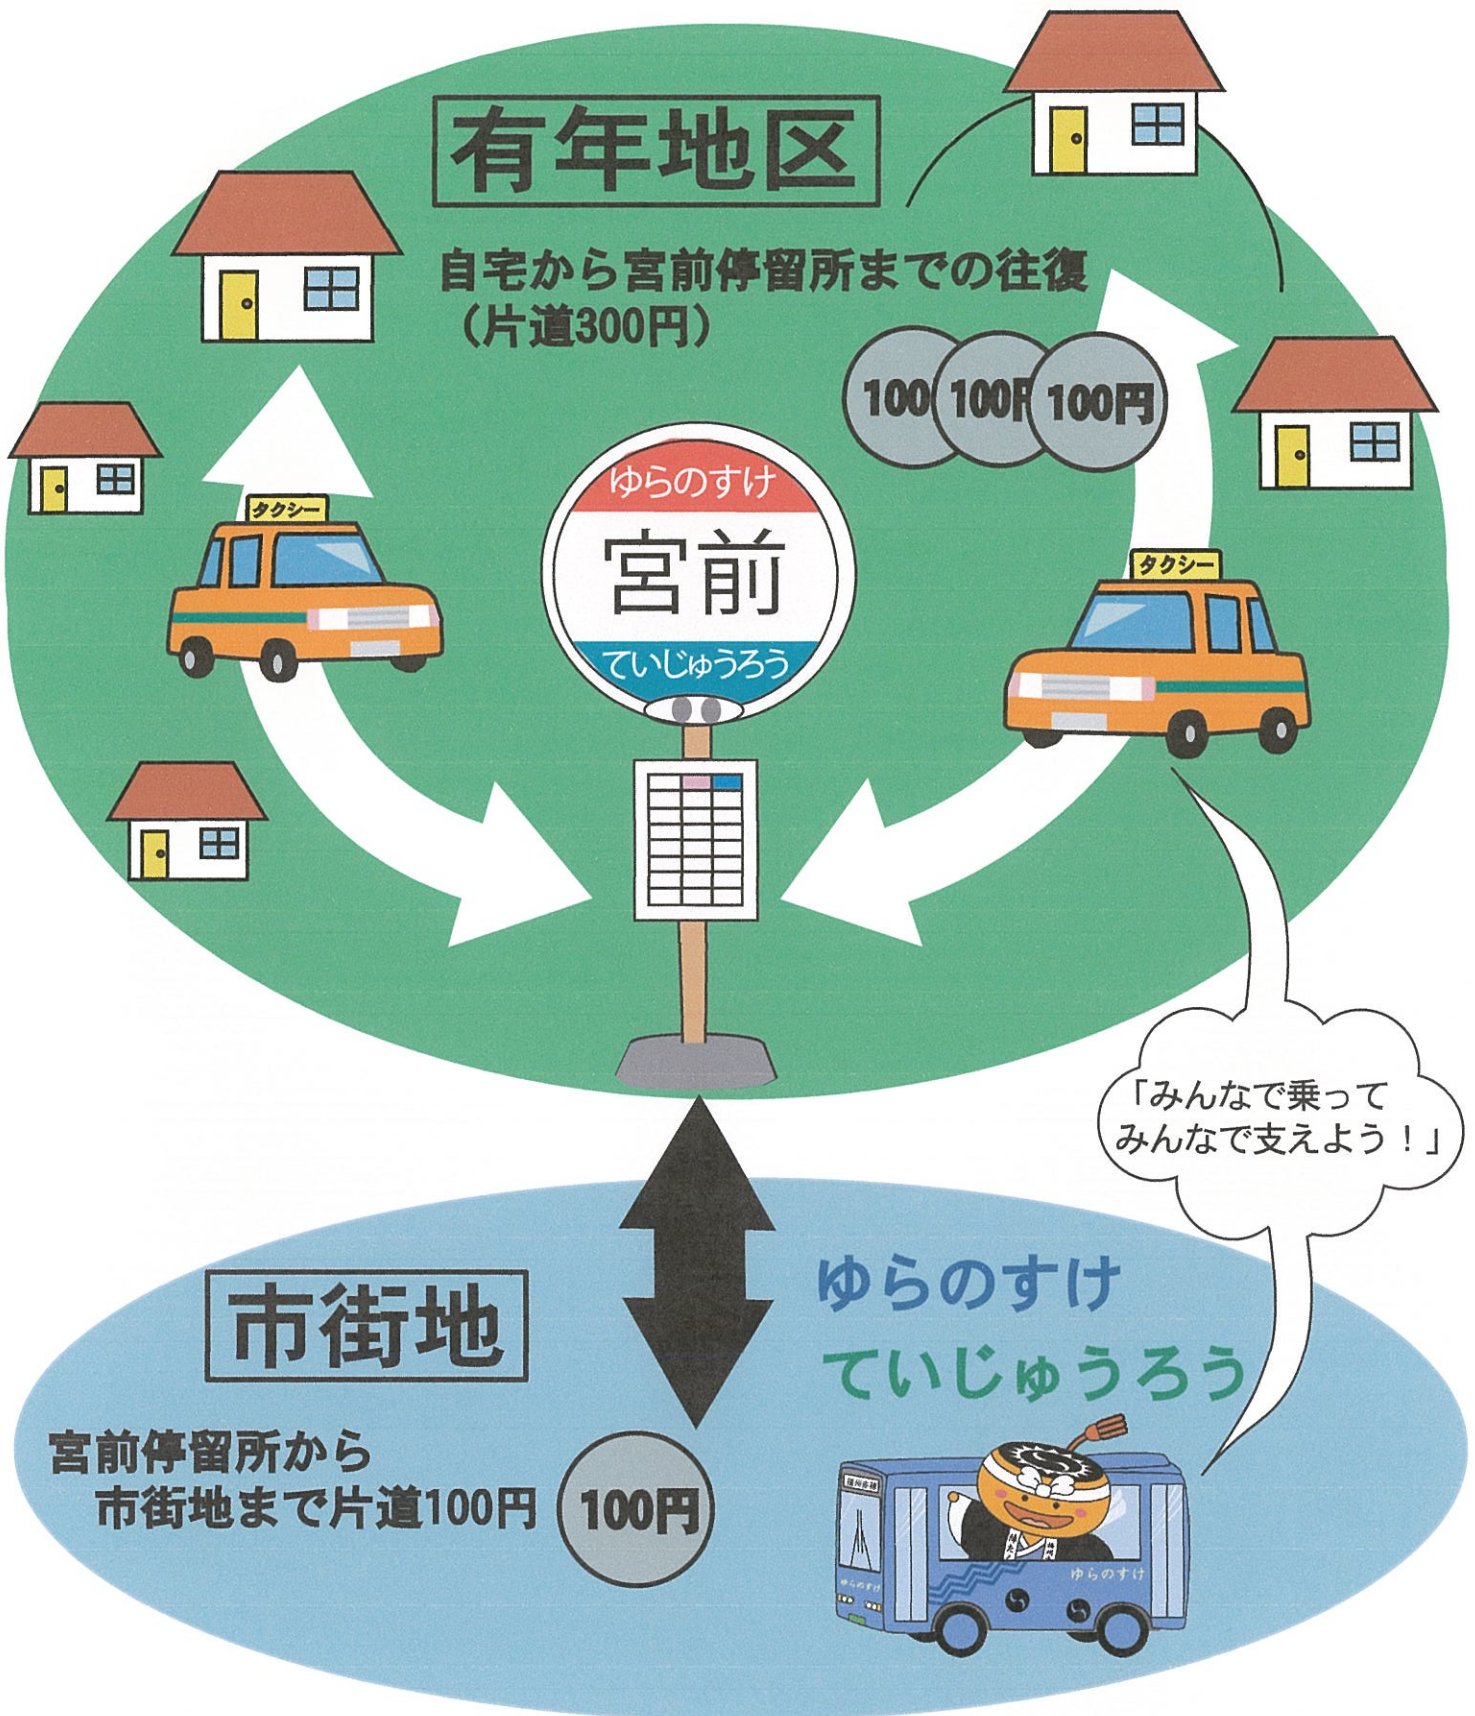 有年地区
自宅から宮前停留所までの往復
（片道300円）
100
100円
100円
ゆらのすけ
宮前
ていじゅうろう
タクシー
タクシー
「みんなで乗って
みんなで支えよう！」
市街地
ゆらのすけ
ていじゅうろう
宮前停留所から
市街地まで片道100円
100円
ゆらのすけ
ゆらのすけ